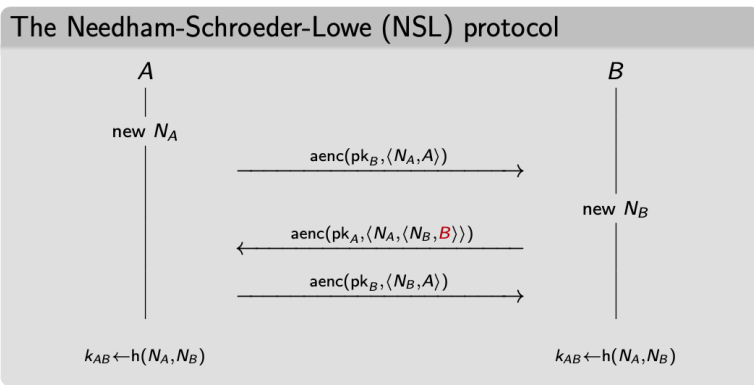 The Needham-Schroeder-Lowe (NSL) protocol
A B
new N_A
aenc(pk_B,⟨N_A,A⟩)
new N_B
aenc(pk_A,⟨N_A,⟨N_B,B⟩⟩)
aenc(pk_B,⟨N_B,A⟩)
k_AB←h(N_A,N_B) k_AB←h(N_A,N_B)